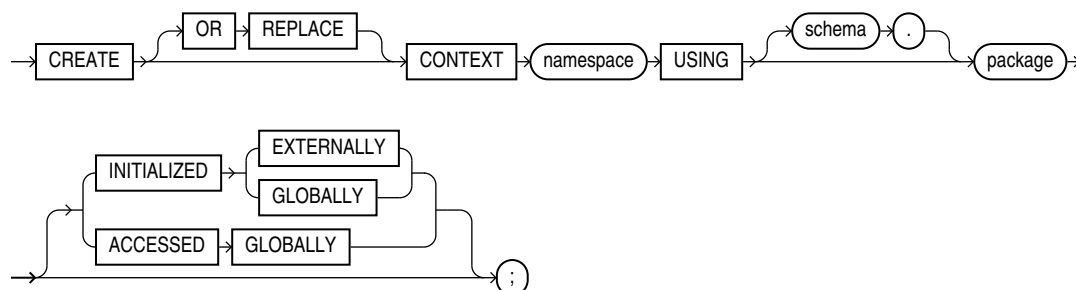 OR REPLACE schema .
CREATE CONTEXT namespace USING package
EXTERNALLY
INITIALIZED
GLOBALLY
ACCESSED GLOBALLY
;